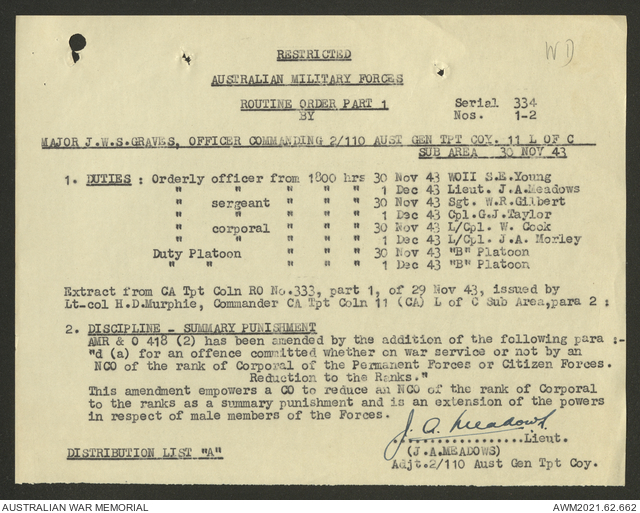 WD
RESTRICTED
AUSTRALIAN MILITARY FORCES
ROUTINE ORDER PART 1 Serial 334
BY Nos. 1-2
MAJOR J.W.S.GRAVES, OFFICER COMMANDING 2/110 AUST GEN TPT COY. 11 L OF C
SUB AREA 30 NOV 43
1. DUTIES : Orderly officer from 1800 hrs 30 Nov 43 WOII S.E.Young
" " " " " 1 Dec 43 Lieut. J.A.Meadows
" sergeant " " " 30 Nov 43 Sgt. W.R.Gilbert
" " " " " 1 Dec 43 Cpl.G.J.Taylor
" corporal " " " 30 Nov 43 L/Cpl. W. Cook
" " " " " 1 Dec 43 L/Cpl. J.A. Morley
Duty Platoon " " " 30 Nov 43 "B" Platoon
" " " " " 1 Dec 43 "B" Platoon
Extract from CA Tpt Coln RO No.333, part 1, of 29 Nov 43, issued by
Lt-col H.D.Murphie, Commander CA Tpt Coln 11 (CA) L of C Sub Area,para 2 :
2. DISCIPLINE - SUMMARY PUNISHMENT
AMR & O 418 (2) has been amended by the addition of the following para :-
"d (a) for an offence committed whether on war service or not by an
NCO of the rank of Corporal of the Permanent Forces or Citizen Forces.
Reduction to the Ranks."
This amendment empowers a CO to reduce an NCO of the rank of Corporal
to the ranks as a summary punishment and is an extension of the powers
in respect of male members of the Forces.
J. A. Meadows
....................Lieut.
DISTRIBUTION LIST "A" (J.A.MEADOWS)
Adjt.2/110 Aust Gen Tpt Coy.
AUSTRALIAN WAR MEMORIAL AWM2021.62.662